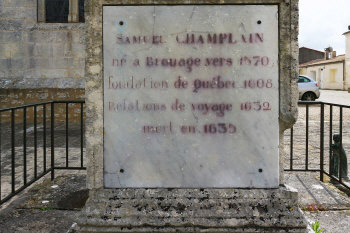 SAMUEL CHAMPLAIN
né à Brouage vers 1570
fondation de Québec 1608
Relations de voyage 1632
mort en 1635